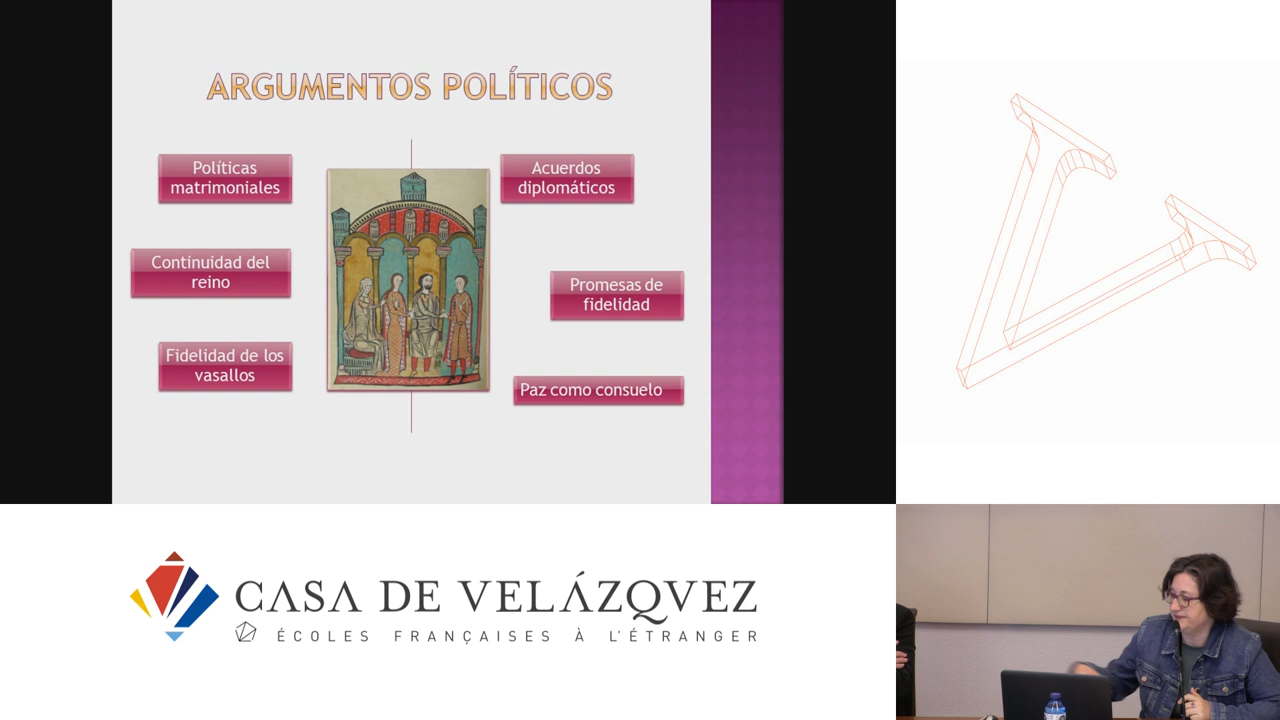 ARGUMENTOS POLÍTICOS
Políticas
matrimoniales
Continuidad del
reino
Fidelidad de los
vasallos
Acuerdos
diplomáticos
Promesas de
fidelidad
Paz como consuelo
CASA DE VELÁZQVEZ
ÉCOLES FRANÇAISES À L'ÉTRANGER